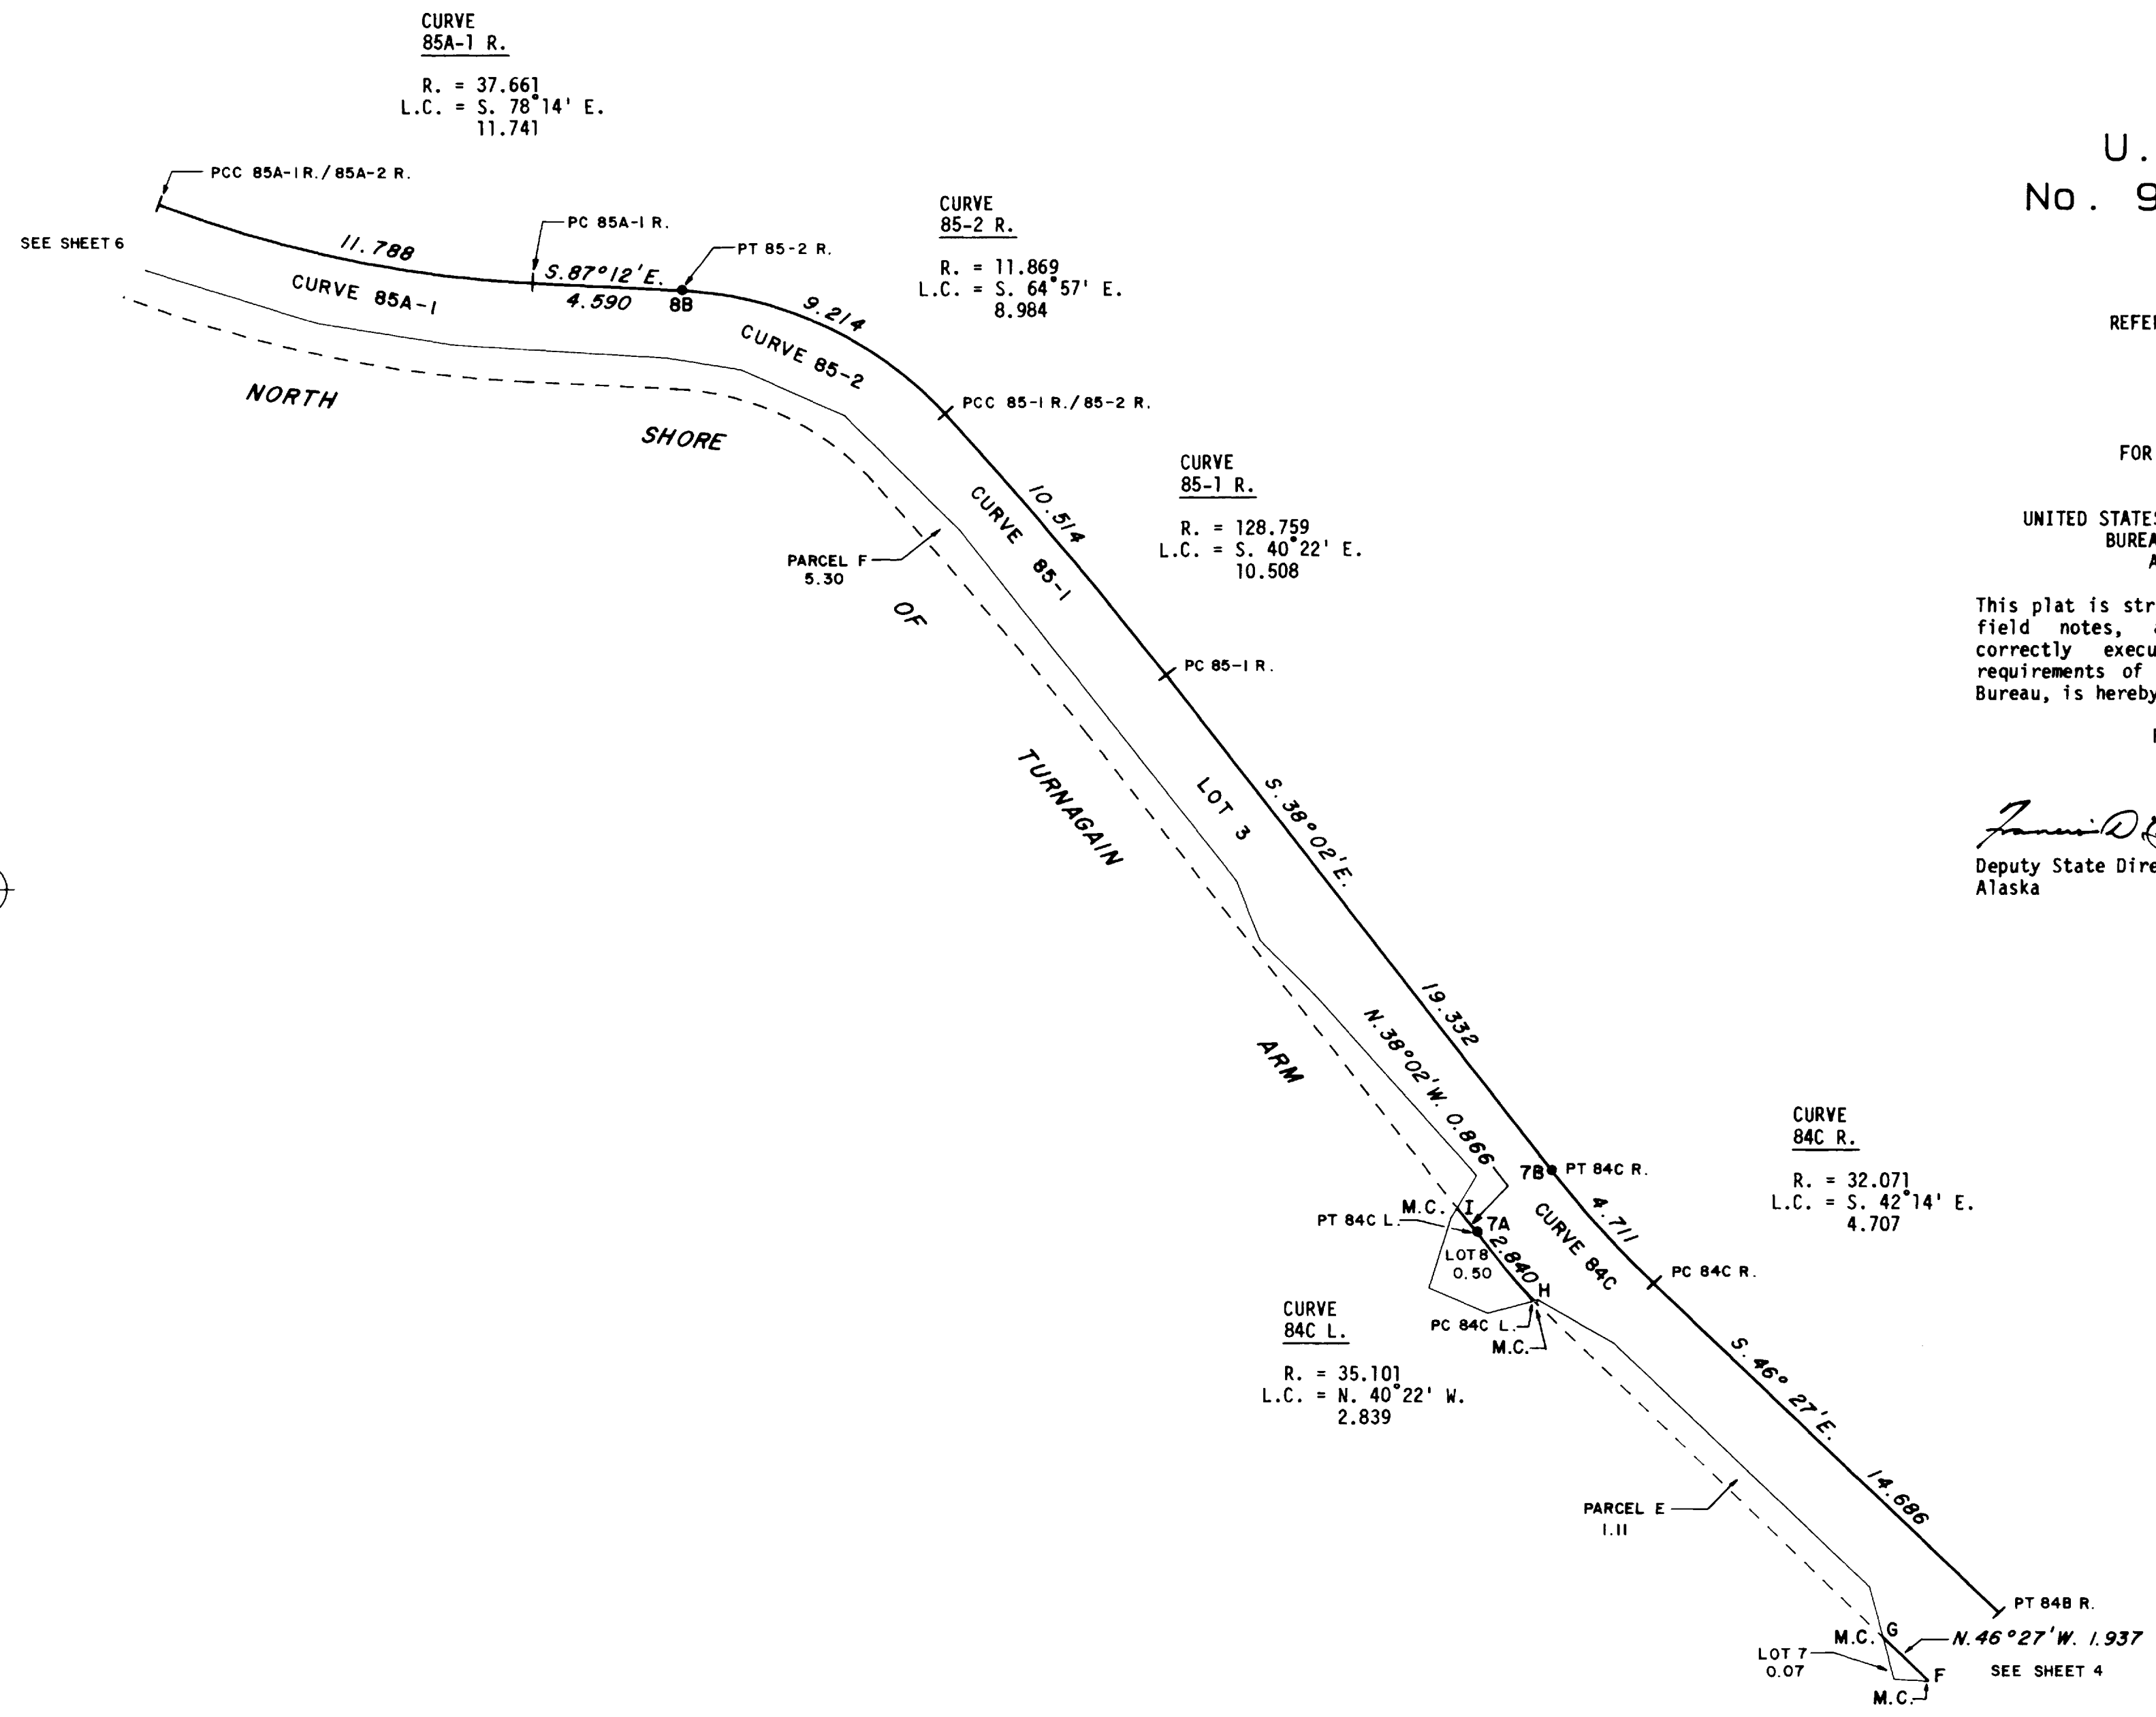 CURVE
85A-1 R.
R. = 37.661
L.C. = S. 78°14' E.
11.741
PCC 85A-1 R./85A-2 R.
SEE SHEET 6
11.788
CURVE 85A-1
PC 85A-1 R.
S.87°12'E.
4.590
PT 85-2 R.
8B
CURVE
85-2 R.
R. = 11.869
L.C. = S. 64°57' E.
8.984
9.214
CURVE 85-2
PCC 85-1 R./85-2 R.
NORTH
SHORE
OF
TURNAGAIN
ARM
CURVE
85-1 R.
R. = 128.759
L.C. = S. 40°22' E.
10.508
10.514
CURVE 85-1
PARCEL F
5.30
PC 85-1 R.
LOT 3
S.38°02'E.
19.332
N.38°02'W. 0.866
7B
PT 84C R.
CURVE
84C R.
R. = 32.071
L.C. = S. 42°14' E.
4.707
4.711
CURVE 84C
PC 84C R.
M.C. I
PT 84C L.
7A
LOT 8
0.50
2.840
H
PC 84C L.
M.C.
CURVE
84C L.
R. = 35.101
L.C. = N. 40°22' W.
2.839
S.46°27'E.
14.686
PARCEL E
1.11
PT 84B R.
M.C. G
N.46°27'W. 1.937
LOT 7
0.07
F
SEE SHEET 4
M.C.
U.
No. 9
FOR
UNITED STATES
This plat is
field notes,
correctly
requirements of
Bureau, is hereby
Deputy State
Alaska